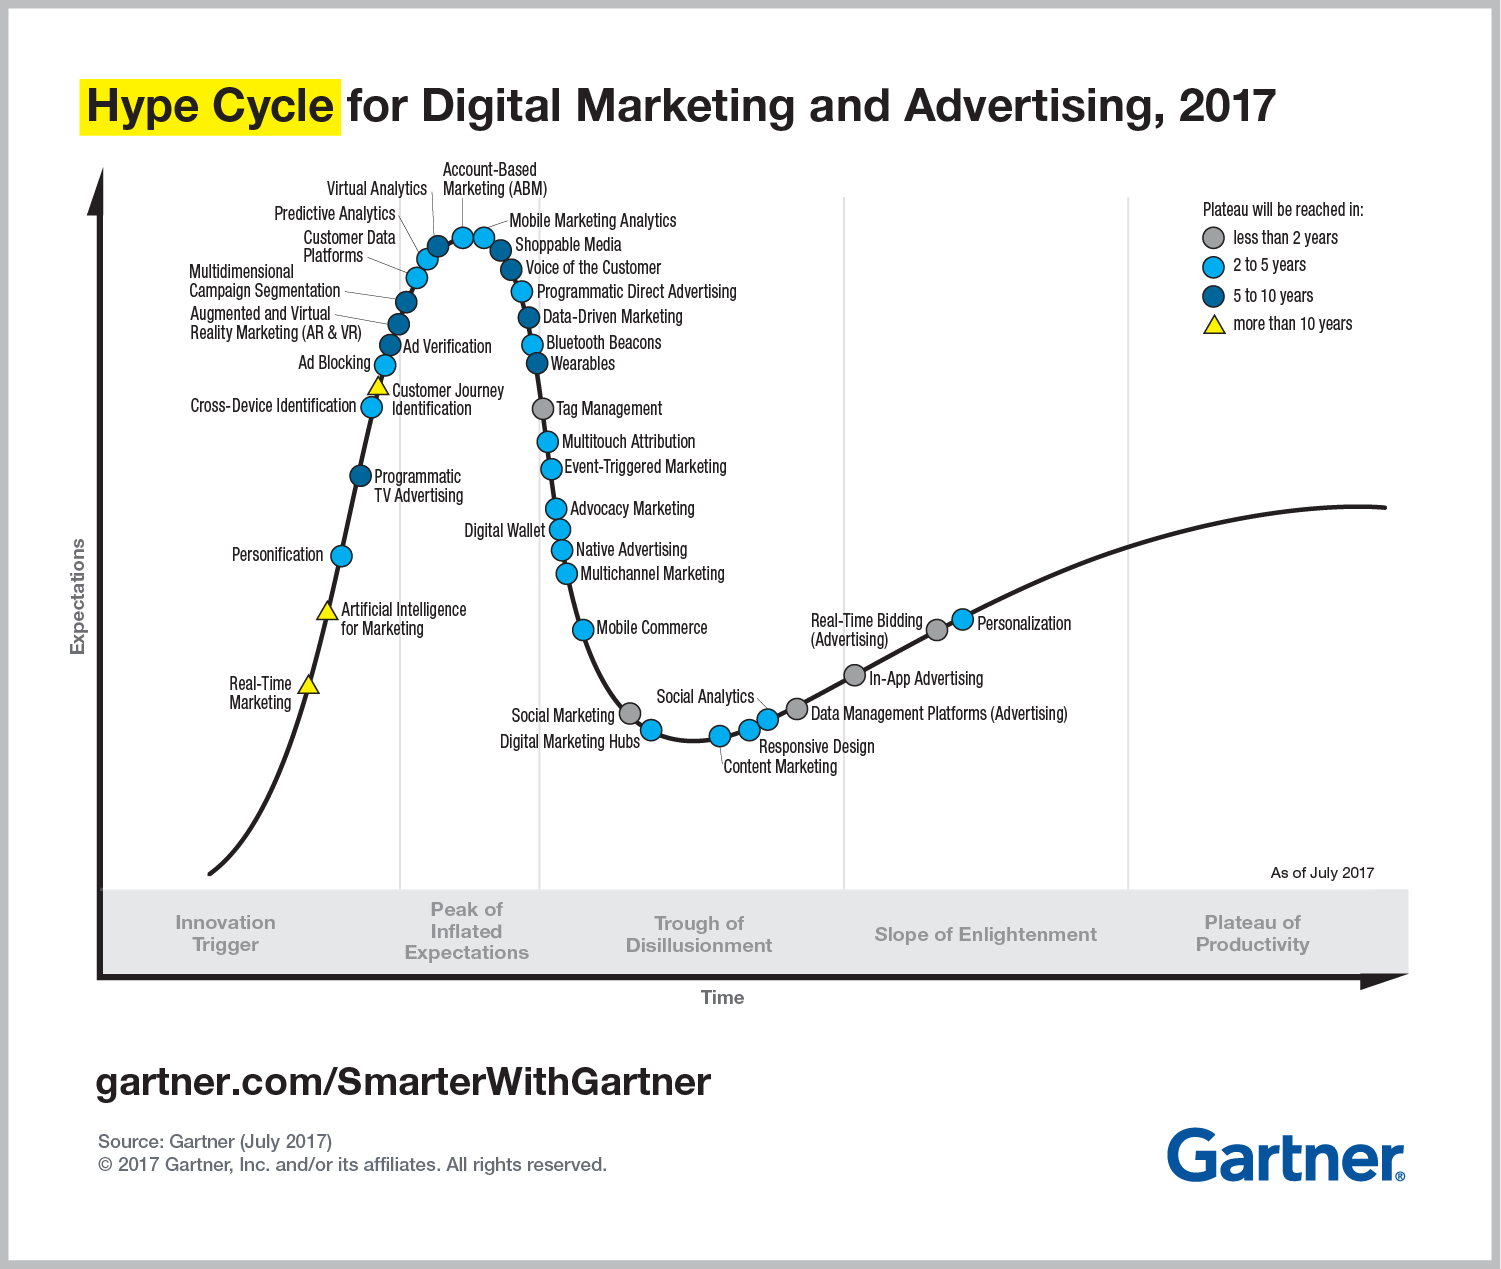 Hype Cycle for Digital Marketing and Advertising, 2017
Account-Based
Marketing (ABM)
Virtual Analytics
Predictive Analytics
Customer Data
Platforms
Multidimensional
Campaign Segmentation
Augmented and Virtual
Reality Marketing (AR & VR)
Ad Verification
Ad Blocking
Customer Journey
Identification
Cross-Device Identification
Programmatic
TV Advertising
Personification
Artificial Intelligence
for Marketing
Real-Time
Marketing
Mobile Marketing Analytics
Shoppable Media
Voice of the Customer
Programmatic Direct Advertising
Data-Driven Marketing
Bluetooth Beacons
Wearables
Tag Management
Multitouch Attribution
Event-Triggered Marketing
Advocacy Marketing
Digital Wallet
Native Advertising
Multichannel Marketing
Mobile Commerce
Social Marketing
Digital Marketing Hubs
Social Analytics
Content Marketing
Responsive Design
Data Management Platforms (Advertising)
In-App Advertising
Real-Time Bidding
(Advertising)
Personalization
Plateau will be reached in:
less than 2 years
2 to 5 years
5 to 10 years
more than 10 years
Expectations
As of July 2017
Innovation
Trigger
Peak of
Inflated
Expectations
Trough of
Disillusionment
Slope of Enlightenment
Plateau of
Productivity
Time
gartner.com/SmarterWithGartner
Source: Gartner (July 2017)
© 2017 Gartner, Inc. and/or its affiliates. All rights reserved.
Gartner®